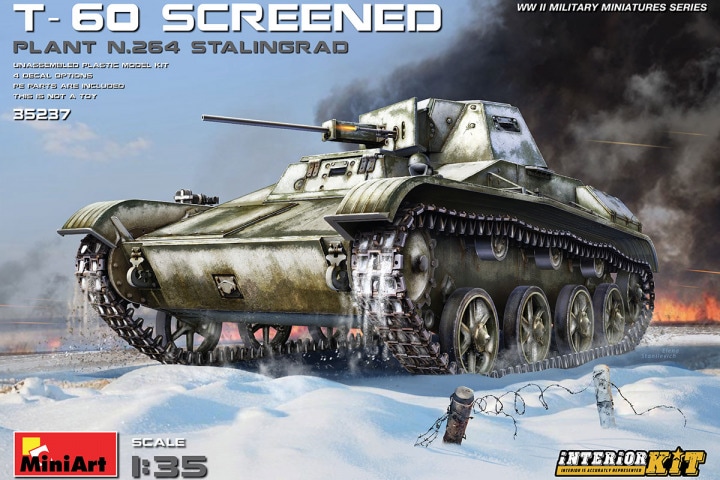 T-60 SCREENED
PLANT N.264 STALINGRAD
UNASSEMBLED PLASTIC MODEL KIT
4 DECAL OPTIONS
PE PARTS ARE INCLUDED
THIS IS NOT A TOY
35237
WW II MILITARY MINIATURES SERIES
MiniArt
SCALE
1:35
INTERIOR KIT
INTERIOR IS ACCURATELY REPRESENTED